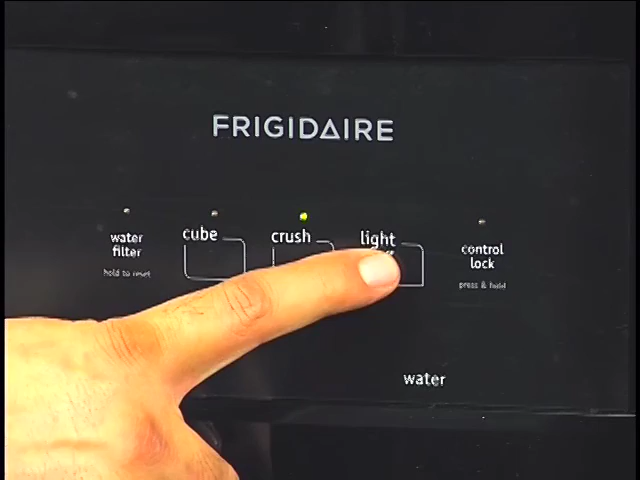 FRIGIDAIRE
water
filter
hold to reset
cube
crush
light
control
lock
press & hold
water